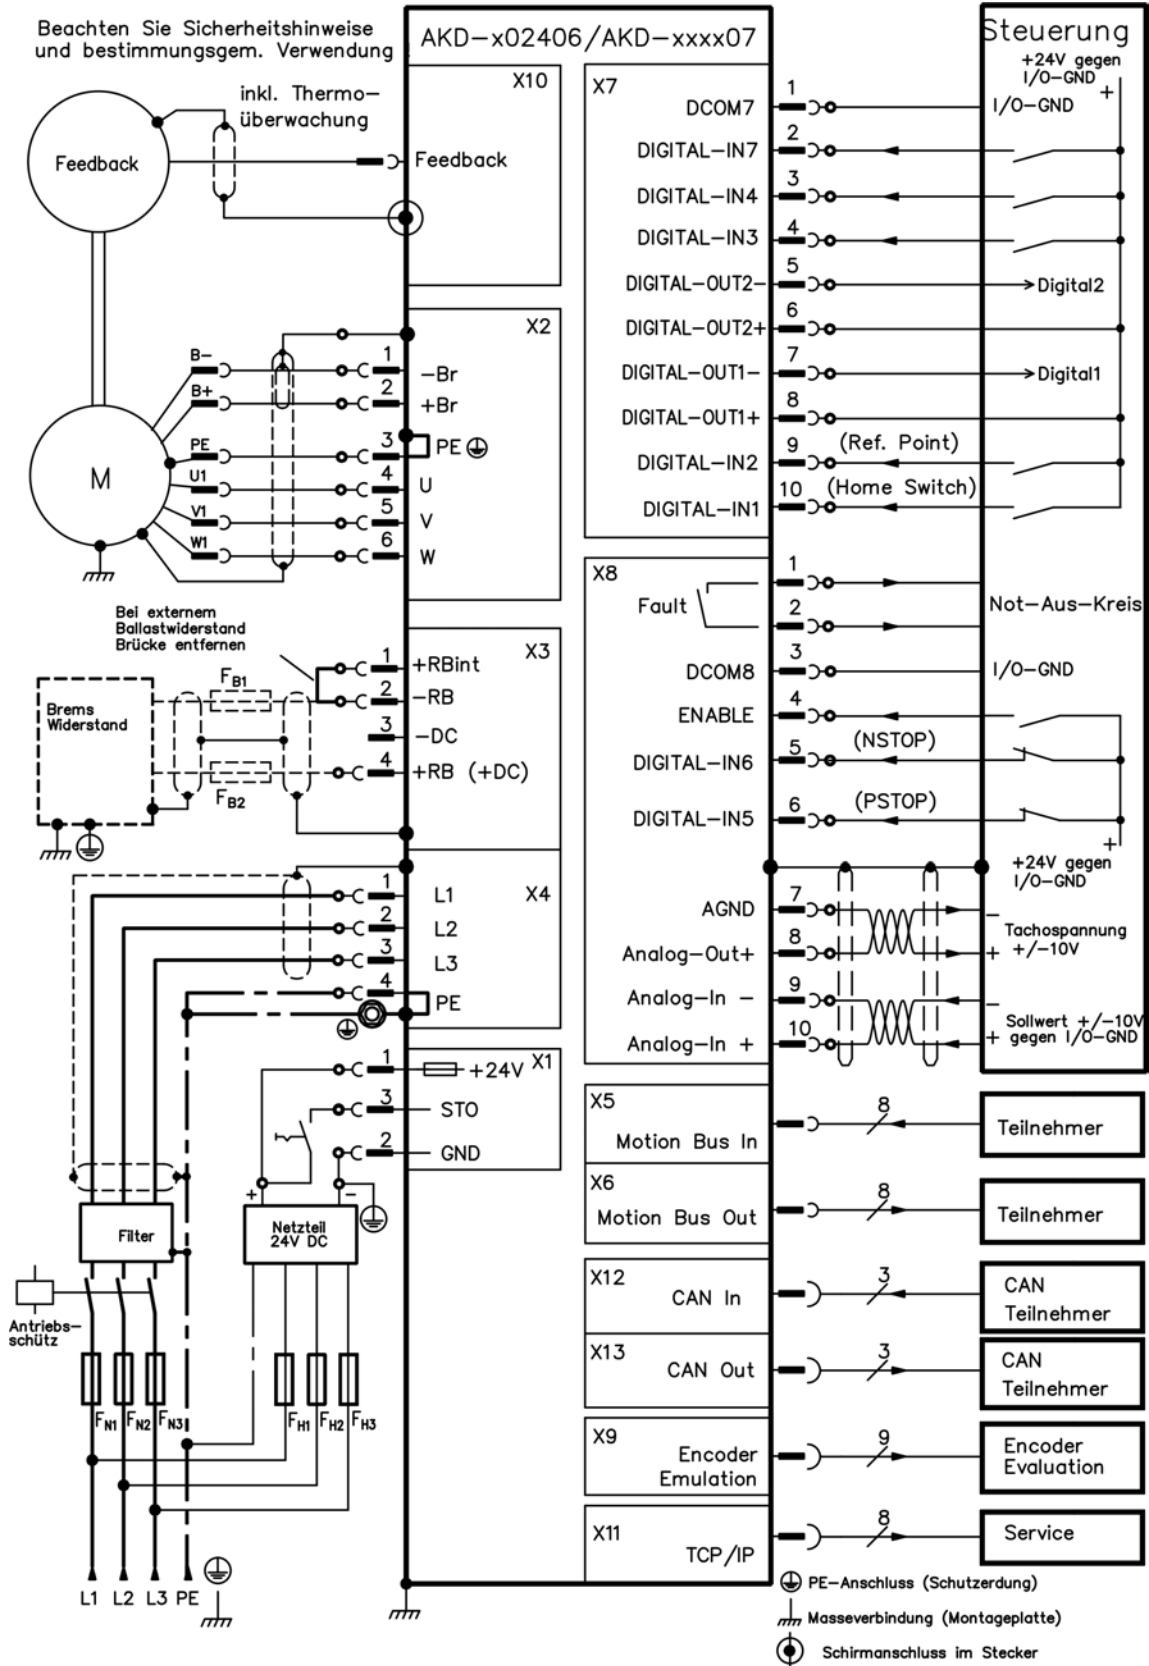 Beachten Sie Sicherheitshinweise
und bestimmungsgem. Verwendung
AKD-x02406/AKD-xxxx07
Steuerung
inkl. Thermo-
überwachung
Feedback
X10
Feedback
X2
B-
1
-Br
B+
2
+Br
PE
3
PE
M
U1
4
U
V1
5
V
W1
6
W
Bei externem
Ballastwiderstand
Brücke entfernen
X3
1
+RBint
FB1
2
-RB
Brems
Widerstand
3
-DC
4
+RB (+DC)
FB2
X4
1
L1
2
L2
3
L3
4
PE
X1
1
+24V
3
STO
2
GND
+
-
Netzteil
24V DC
Filter
Antriebs-
schütz
FN1
FN2
FN3
FH1
FH2
FH3
L1
L2
L3
PE
X7
+24V gegen
I/O-GND
+
DCOM7
1
I/O-GND
DIGITAL-IN7
2
DIGITAL-IN4
3
DIGITAL-IN3
4
DIGITAL-OUT2-
5
Digital2
DIGITAL-OUT2+
6
DIGITAL-OUT1-
7
Digital1
DIGITAL-OUT1+
8
DIGITAL-IN2
9
(Ref. Point)
DIGITAL-IN1
10
(Home Switch)
X8
Fault
1
2
Not-Aus-Kreis
DCOM8
3
I/O-GND
ENABLE
4
DIGITAL-IN6
5
(NSTOP)
DIGITAL-IN5
6
(PSTOP)
+
+24V gegen
I/O-GND
AGND
7
-
Tachospannung
+/-10V
Analog-Out+
8
+
Analog-In -
9
-
Sollwert +/-10V
gegen I/O-GND
Analog-In +
10
+
X5
Motion Bus In
8
Teilnehmer
X6
Motion Bus Out
8
Teilnehmer
X12
CAN In
3
CAN
Teilnehmer
X13
CAN Out
3
CAN
Teilnehmer
X9
Encoder
Emulation
9
Encoder
Evaluation
X11
TCP/IP
8
Service
PE-Anschluss (Schutzerdung)
Masseverbindung (Montageplatte)
Schirmanschluss im Stecker